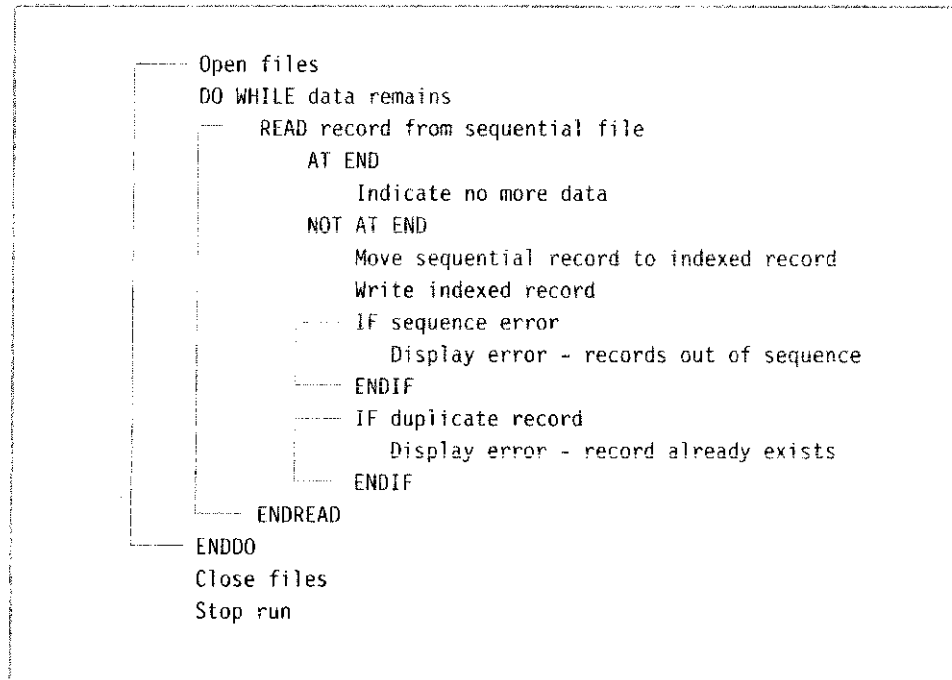 Open files
DO WHILE data remains
READ record from sequential file
AT END
Indicate no more data
NOT AT END
Move sequential record to indexed record
Write indexed record
IF sequence error
Display error - records out of sequence
ENDIF
IF duplicate record
Display error - record already exists
ENDIF
ENDREAD
ENDDO
Close files
Stop run